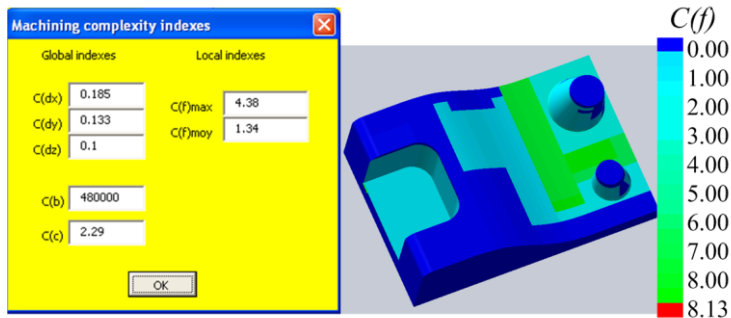 Machining complexity indexes
Global indexes
Local indexes
C(dx) 0.185
C(dy) 0.133
C(dz) 0.1
C(f)max 4.38
C(f)moy 1.34
C(b) 480000
C(c) 2.29
OK
C(f)
0.00
1.00
2.00
3.00
4.00
5.00
6.00
7.00
8.00
8.13